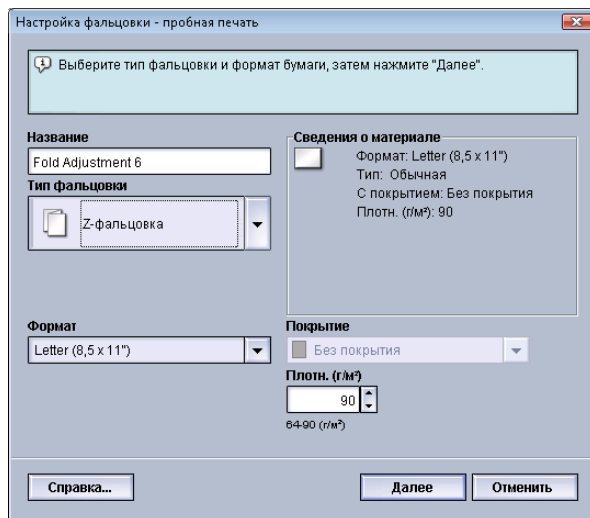 Настройка фальцовки - пробная печать
Выберите тип фальцовки и формат бумаги, затем нажмите "Далее".
Название
Fold Adjustment 6
Тип фальцовки
Z-фальцовка
Сведения о материале
Формат: Letter (8,5 x 11")
Тип: Обычная
С покрытием: Без покрытия
Плотн. (г/м²): 90
Формат
Letter (8,5 x 11")
Покрытие
Без покрытия
Плотн. (г/м²)
90
64-90 (г/м²)
Справка...
Далее
Отменить